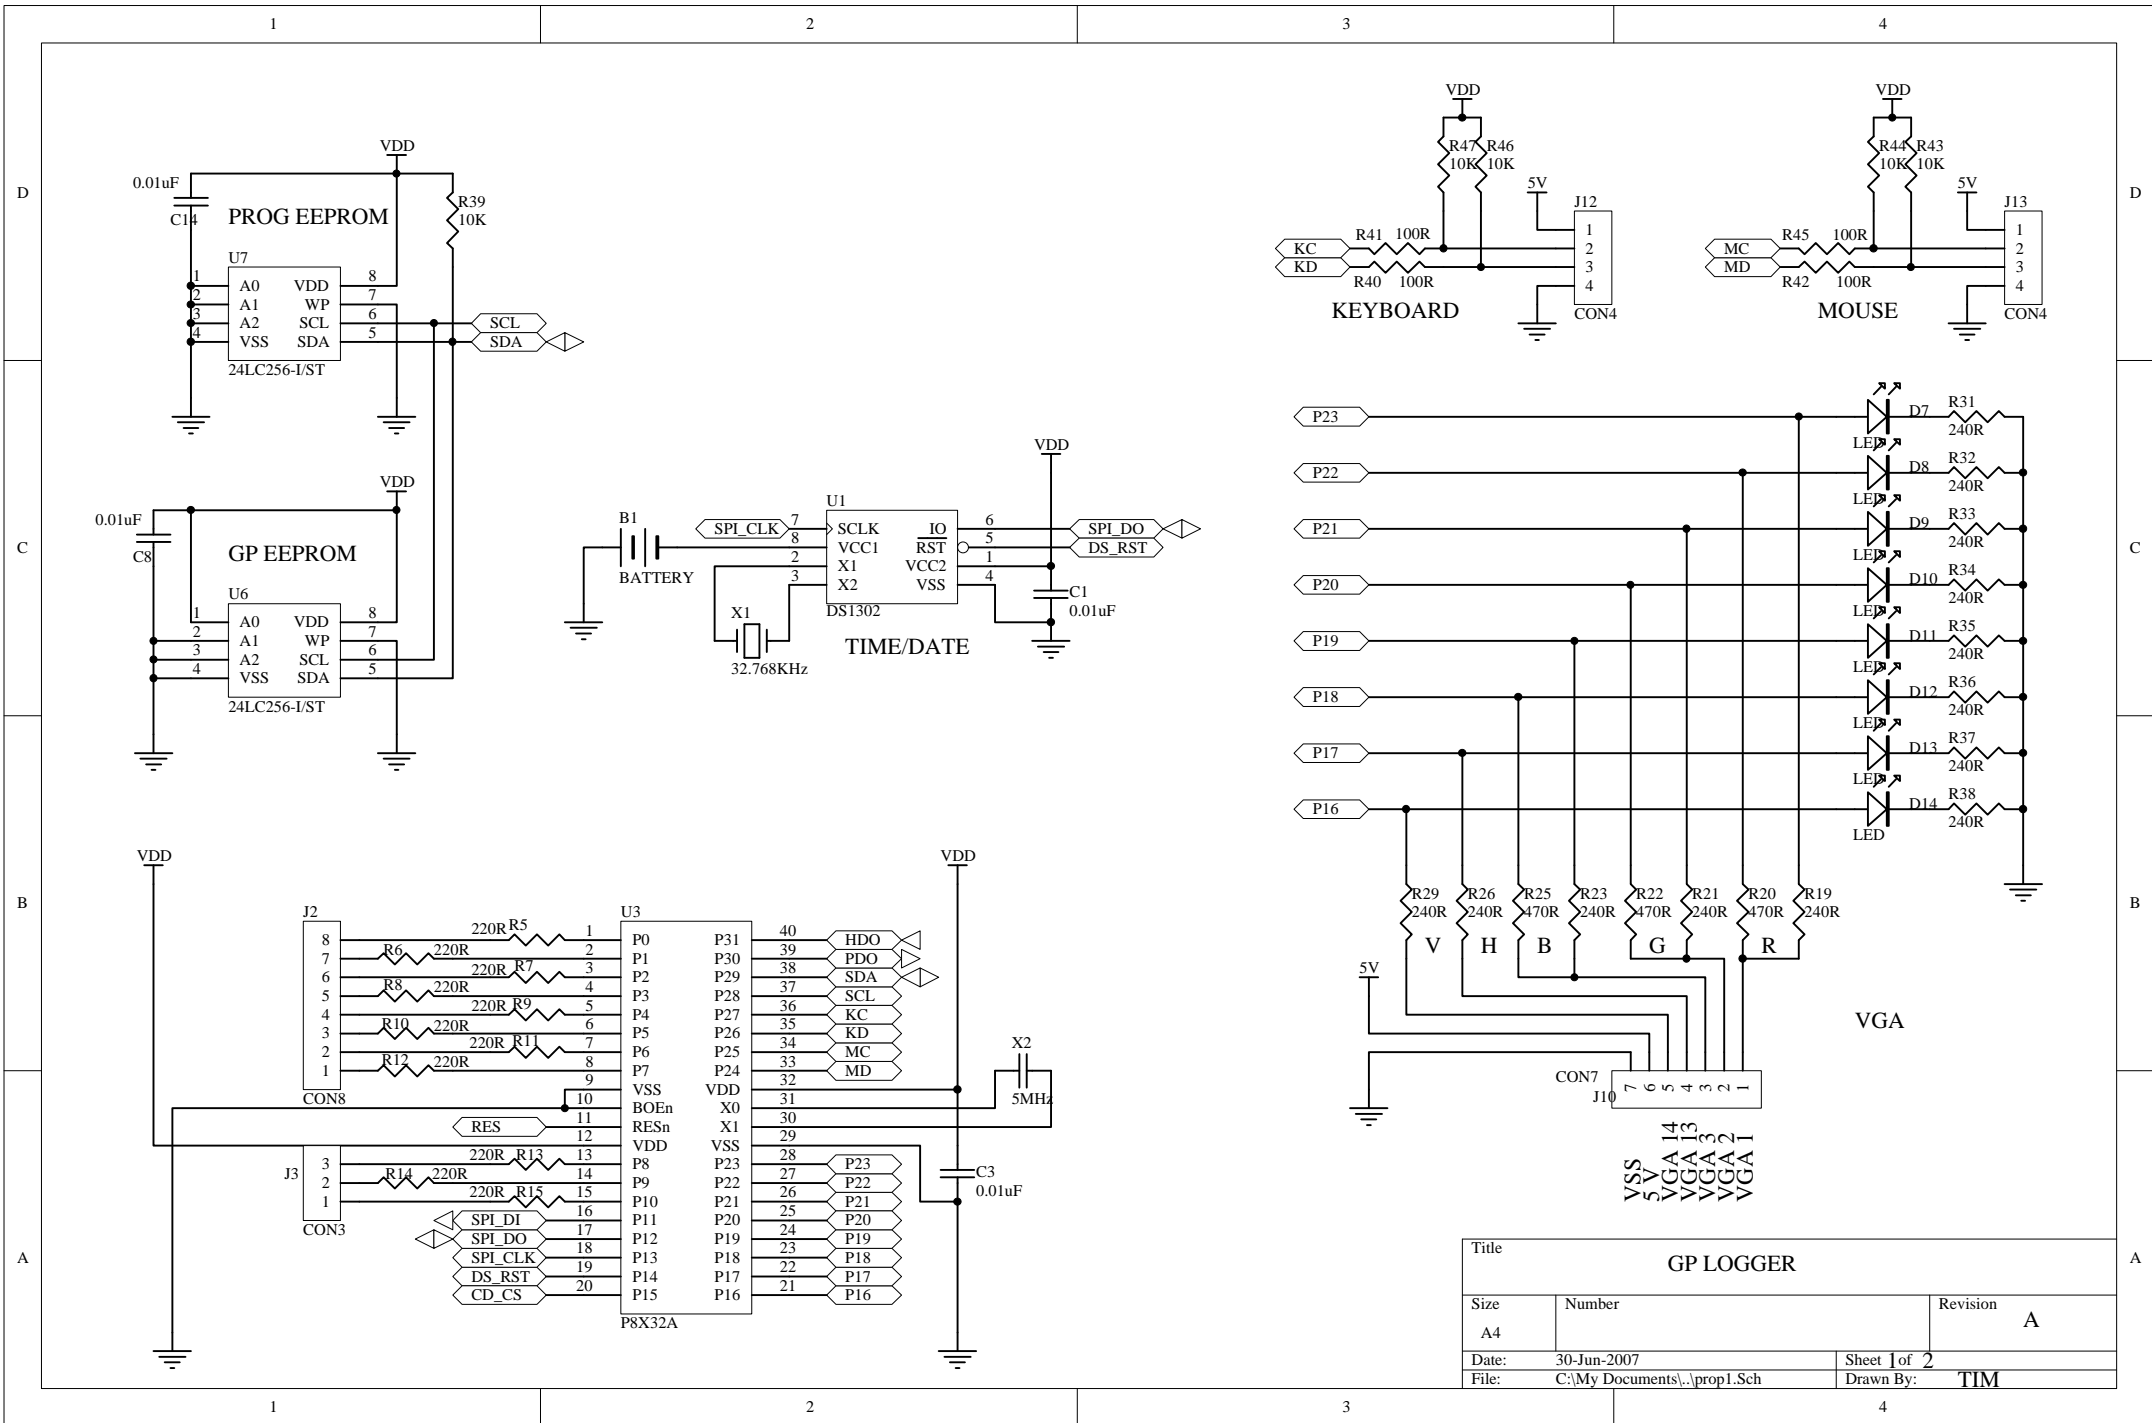 1 2 3 4
D
C
B
A
D
C
B
A
1 2 3 4
VDD
0.01uF
C14
PROG EEPROM
R39
10K
U7
1 A0 VDD 8
2 A1 WP 7
3 A2 SCL 6
4 VSS SDA 5
SCL
SDA
24LC256-I/ST
VDD
0.01uF
C8
GP EEPROM
U6
1 A0 VDD 8
2 A1 WP 7
3 A2 SCL 6
4 VSS SDA 5
24LC256-I/ST
VDD
B1
BATTERY
U1
SPI_CLK 7 SCLK IO 6 SPI_DO
8 VCC1 RST 5 DS_RST
2 X1 VCC2 1
3 X2 VSS 4
DS1302
C1
0.01uF
X1
32.768KHz
TIME/DATE
VDD
R47 R46
10K 10K
5V
J12
KC R41 100R 1
KD R40 100R 2
3
4
CON4
KEYBOARD
VDD
R44 R43
10K 10K
5V
J13
MC R45 100R 1
MD R42 100R 2
3
4
CON4
MOUSE
P23 LED D7 R31 240R
P22 LED D8 R32 240R
P21 LED D9 R33 240R
P20 LED D10 R34 240R
P19 LED D11 R35 240R
P18 LED D12 R36 240R
P17 LED D13 R37 240R
P16 LED D14 R38 240R
R29 R26 R25 R23 R22 R21 R20 R19
240R 240R 470R 240R 470R 240R 470R 240R
V H B G R
5V
VGA
CON7
J10
7 6 5 4 3 2 1
VSS
5 V
VGA 14
VGA 13
VGA 3
VGA 2
VGA 1
VDD
VDD
J2
U3
8 220R R5 1 P0 P31 40 HDO
7 R6 220R 2 P1 P30 39 PDO
6 220R R7 3 P2 P29 38 SDA
5 R8 220R 4 P3 P28 37 SCL
4 220R R9 5 P4 P27 36 KC
3 R10 220R 6 P5 P26 35 KD
2 220R R11 7 P6 P25 34 MC
1 R12 220R 8 P7 P24 33 MD
CON8
9 VSS VDD 32
10 BOEn X0 31
RES 11 RESn X1 30
12 VDD VSS 29
X2
5MHz
J3
3 220R R13 13 P8 P23 28 P23
2 R14 220R 14 P9 P22 27 P22
1 220R R15 15 P10 P21 26 P21
CON3
SPI_DI 16 P11 P20 25 P20
SPI_DO 17 P12 P19 24 P19
SPI_CLK 18 P13 P18 23 P18
DS_RST 19 P14 P17 22 P17
CD_CS 20 P15 P16 21 P16
P8X32A
C3
0.01uF
Title
GP LOGGER
Size Number Revision
A4 A
Date: 30-Jun-2007 Sheet 1 of 2
File: C:\My Documents\..\prop1.Sch Drawn By: TIM